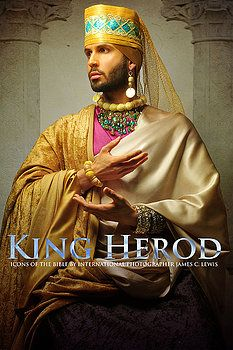 KING HEROD
ICONS OF THE BIBLE BY INTERNATIONAL PHOTOGRAPHER JAMES C. LEWIS